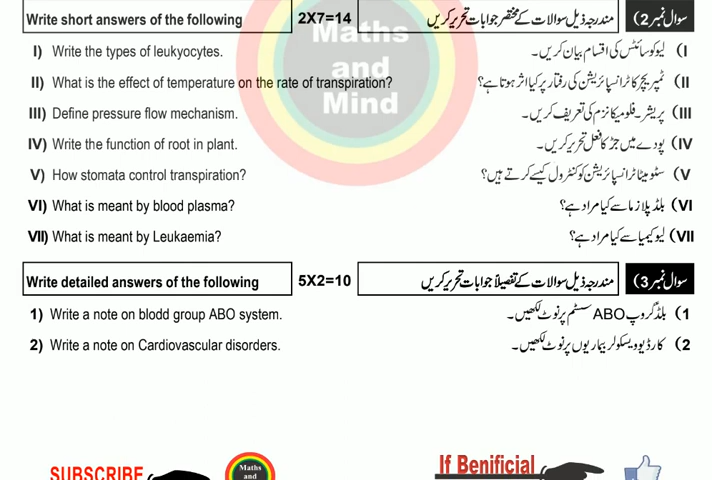 Write short answers of the following 2X7=14 مندرجہ ذیل سوالات کے مختصر جوابات تحریر کریں سوال نمبر 2)
Maths and Mind
I) Write the types of leukyocytes. I) لیوکوسائٹس کی اقسام بیان کریں۔
II) What is the effect of temperature on the rate of transpiration? II) ٹمپریچر کا ٹرانسپائریشن کی رفتار پر کیا اثر ہوتا ہے؟
III) Define pressure flow mechanism. III) پریشر۔فلو میکانزم کی تعریف کریں۔
IV) Write the function of root in plant. IV) پودے میں جڑ کا فعل تحریر کریں۔
V) How stomata control transpiration? V) سٹومیٹا ٹرانسپائریشن کو کنٹرول کیسے کرتے ہیں؟
VI) What is meant by blood plasma? VI) بلڈ پلازما سے کیا مراد ہے؟
VII) What is meant by Leukaemia? VII) لیوکیمیا سے کیا مراد ہے؟
Write detailed answers of the following 5X2=10 مندرجہ ذیل سوالات کے تفصیلاً جوابات تحریر کریں سوال نمبر 3)
1) Write a note on blodd group ABO system. 1) بلڈ گروپ ABO سسٹم پر نوٹ لکھیں۔
2) Write a note on Cardiovascular disorders. 2) کارڈیوویسکولر بیماریوں پر نوٹ لکھیں۔
SUBSCRIBE Maths and If Benificial